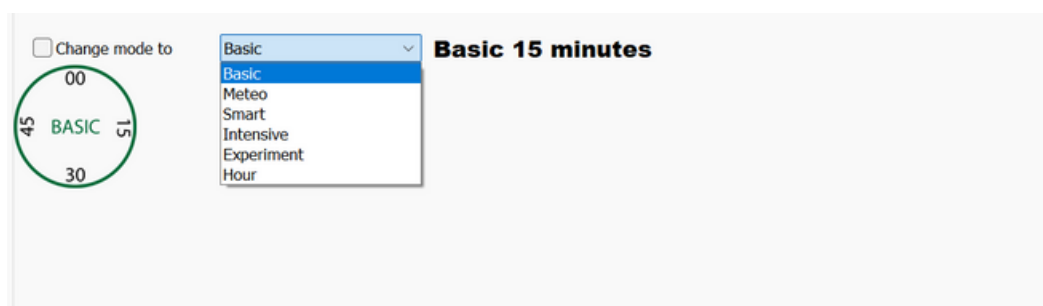 Change mode to
Basic
Basic 15 minutes
Basic
Meteo
Smart
Intensive
Experiment
Hour
00
45 BASIC 15
30